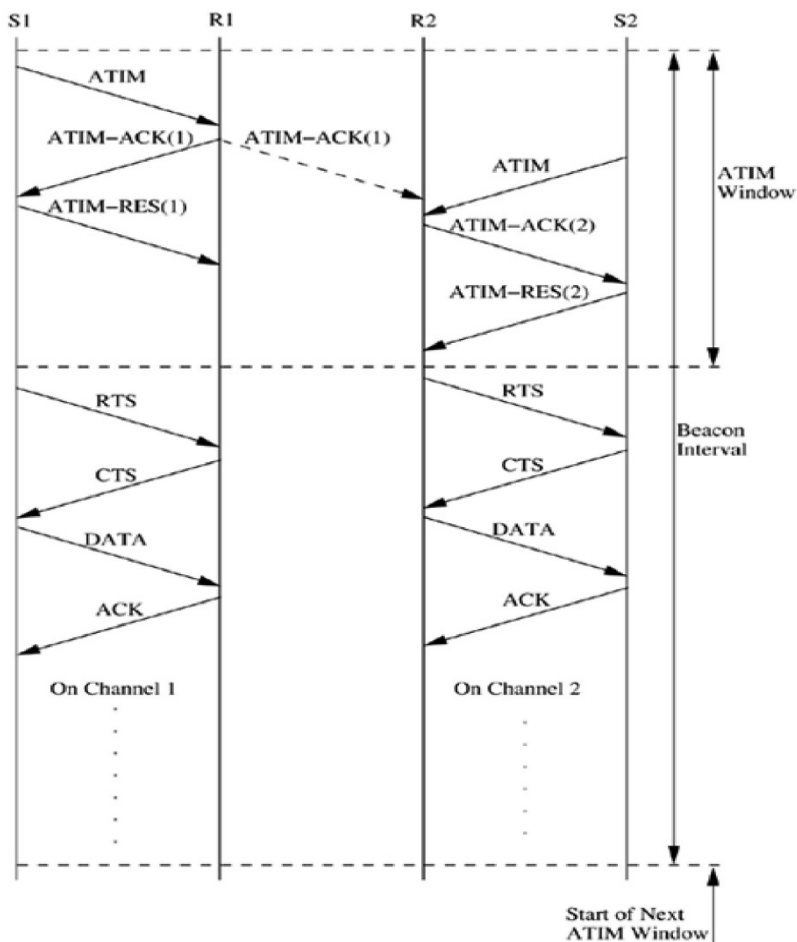 S1 R1 R2 S2
ATIM
ATIM−ACK(1) ATIM−ACK(1)
ATIM
ATIM
Window
ATIM−RES(1)
ATIM−ACK(2)
ATIM−RES(2)
RTS RTS
Beacon
Interval
CTS CTS
DATA DATA
ACK ACK
On Channel 1 On Channel 2
Start of Next
ATIM Window